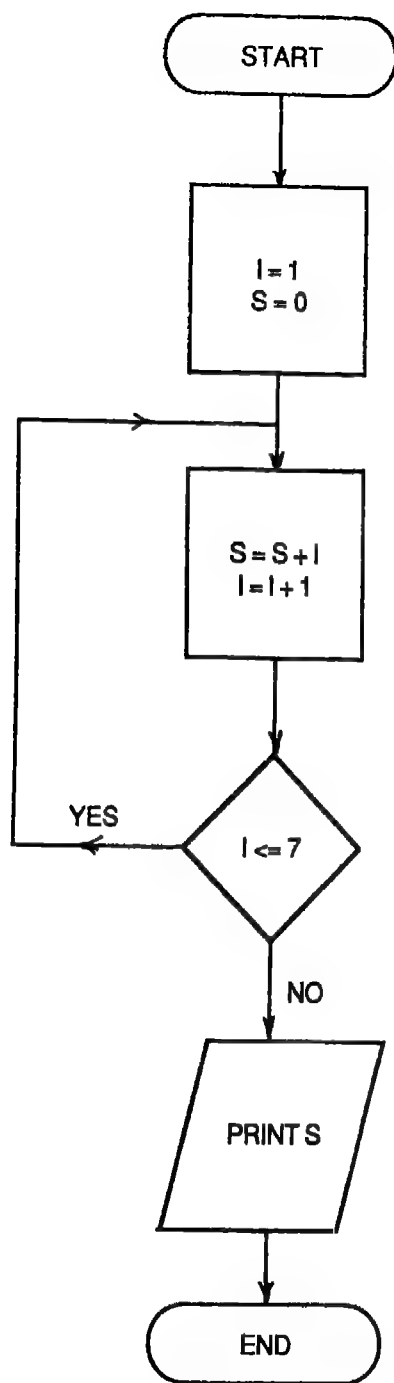 START
I = 1
S = 0
S = S + I
I = I + 1
YES
I <= 7
NO
PRINT S
END